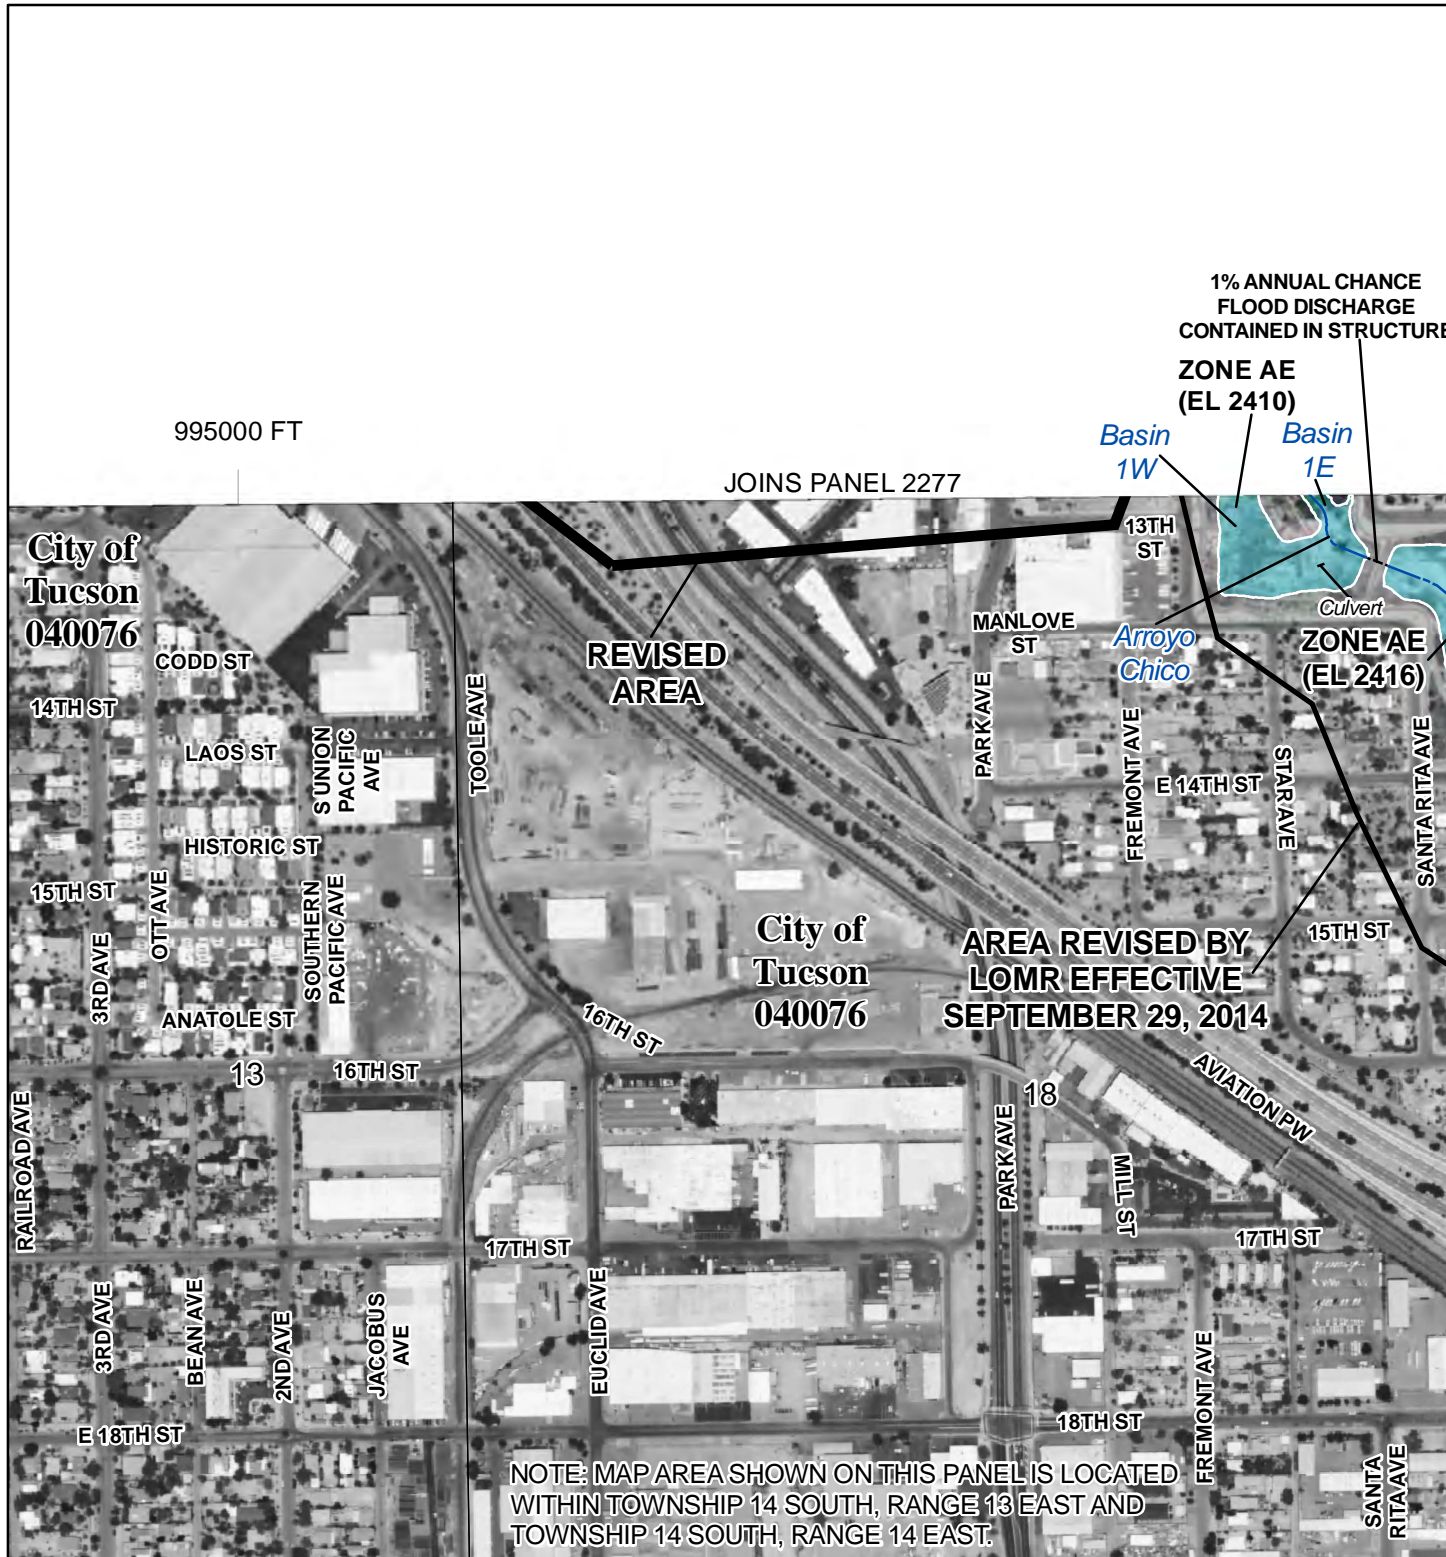 1% ANNUAL CHANCE
FLOOD DISCHARGE
CONTAINED IN STRUCTURE
ZONE AE
(EL 2410)
995000 FT
Basin
1W
Basin
1E
JOINS PANEL 2277
13TH
ST
City of
Tucson
040076
Culvert
MANLOVE
ST
Arroyo
Chico
ZONE AE
(EL 2416)
REVISED
AREA
CODD ST
14TH ST
LAOS ST
S UNION
PACIFIC
AVE
TOOLE AVE
PARK AVE
FREMONT AVE
E 14TH ST
STAR AVE
SANTA RITA AVE
HISTORIC ST
15TH ST
OTT AVE
SOUTHERN
PACIFIC AVE
3RD AVE
City of
Tucson
040076
AREA REVISED BY
LOMR EFFECTIVE
SEPTEMBER 29, 2014
15TH ST
ANATOLE ST
16TH ST
13
16TH ST
18
AVIATION PW
RAILROAD AVE
PARK AVE
MILL ST
17TH ST
17TH ST
3RD AVE
BEAN AVE
2ND AVE
JACOBUS
AVE
EUCLID AVE
FREMONT AVE
E 18TH ST
18TH ST
SANTA
RITA AVE
NOTE: MAP AREA SHOWN ON THIS PANEL IS LOCATED
WITHIN TOWNSHIP 14 SOUTH, RANGE 13 EAST AND
TOWNSHIP 14 SOUTH, RANGE 14 EAST.